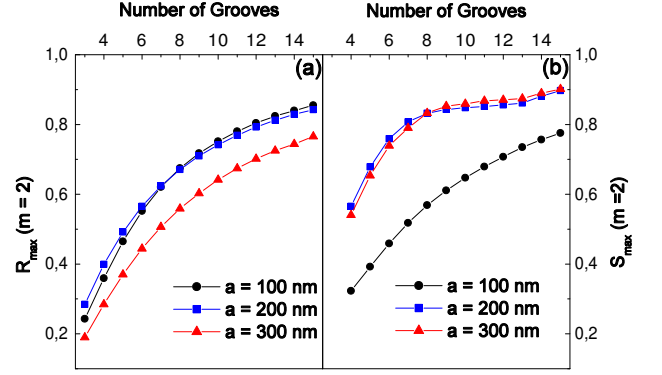 Number of Grooves
Number of Grooves
4 6 8 10 12 14
4 6 8 10 12 14
1,0
0,8
0,6
0,4
0,2
R_max (m = 2)
(a)
a = 100 nm
a = 200 nm
a = 300 nm
(b)
a = 100 nm
a = 200 nm
a = 300 nm
1,0
0,8
0,6
0,4
0,2
S_max (m =2)